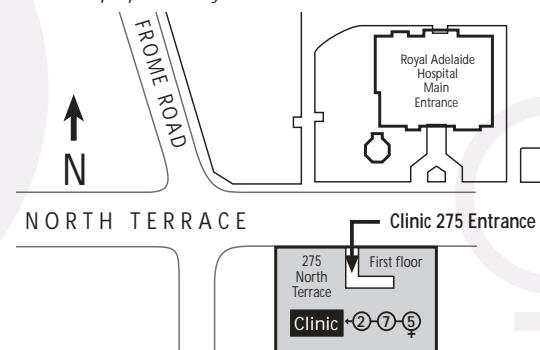 FROME ROAD
Royal Adelaide
Hospital
Main
Entrance
N
NORTH TERRACE
Clinic 275 Entrance
275
North
Terrace
First floor
Clinic 2 7 5